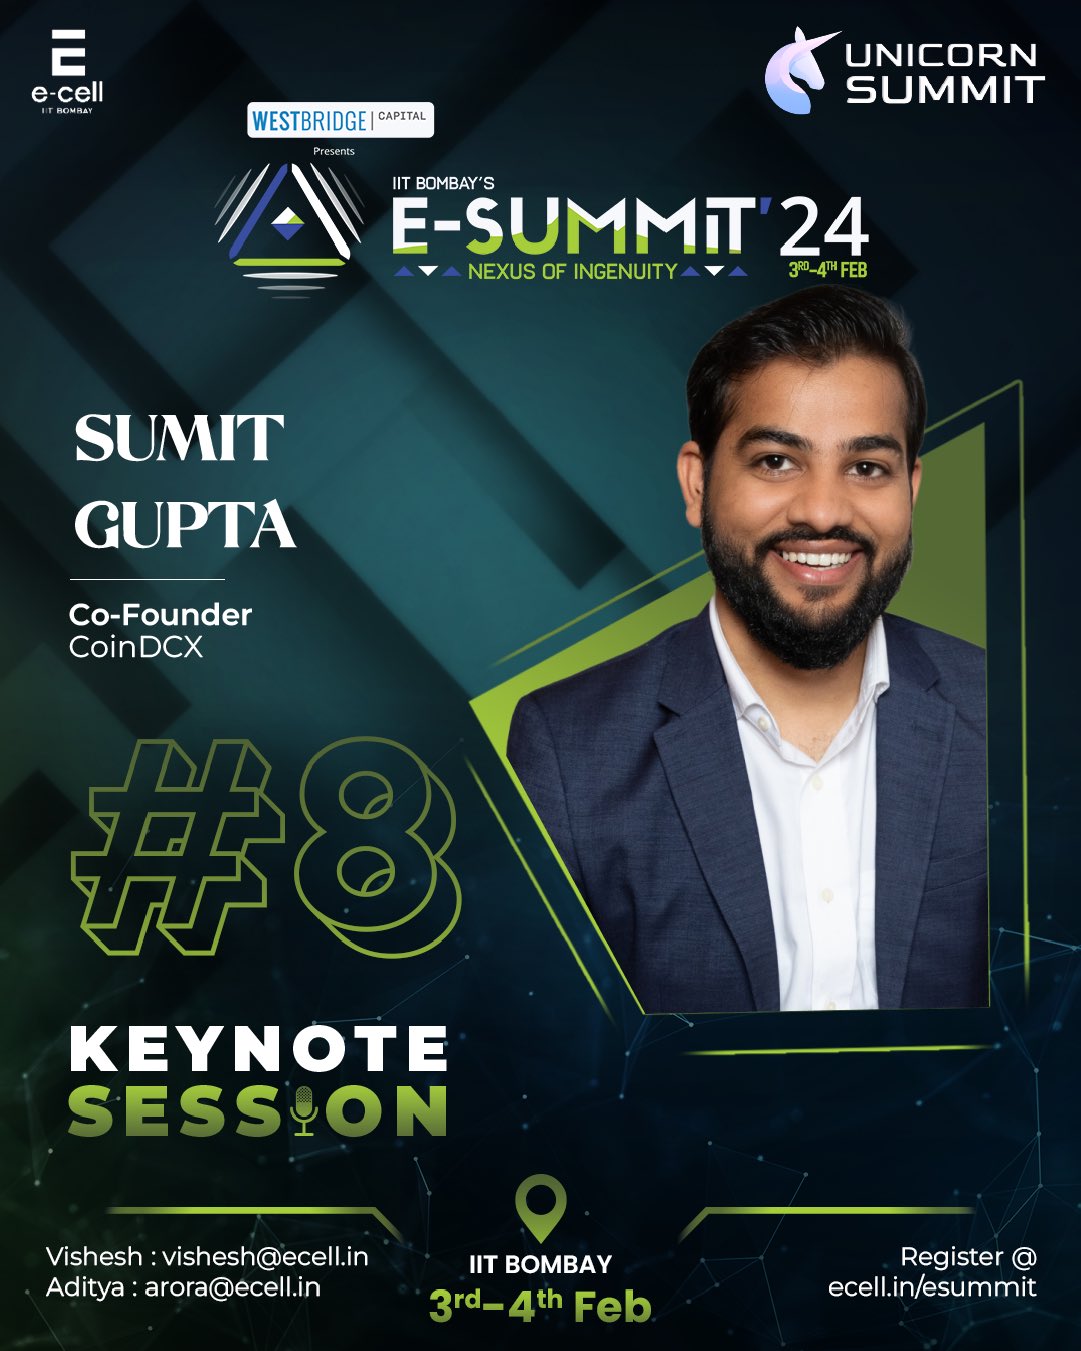 e-cell
IIT BOMBAY
UNICORN
SUMMIT
WESTBRIDGE | CAPITAL
Presents
IIT BOMBAY'S
E-SUMMIT'24
NEXUS OF INGENUITY
3RD-4TH FEB
SUMIT
GUPTA
Co-Founder
CoinDCX
#8
KEYNOTE
SESSION
Vishesh : vishesh@ecell.in
Aditya : arora@ecell.in
IIT BOMBAY
3rd-4th Feb
Register @
ecell.in/esummit